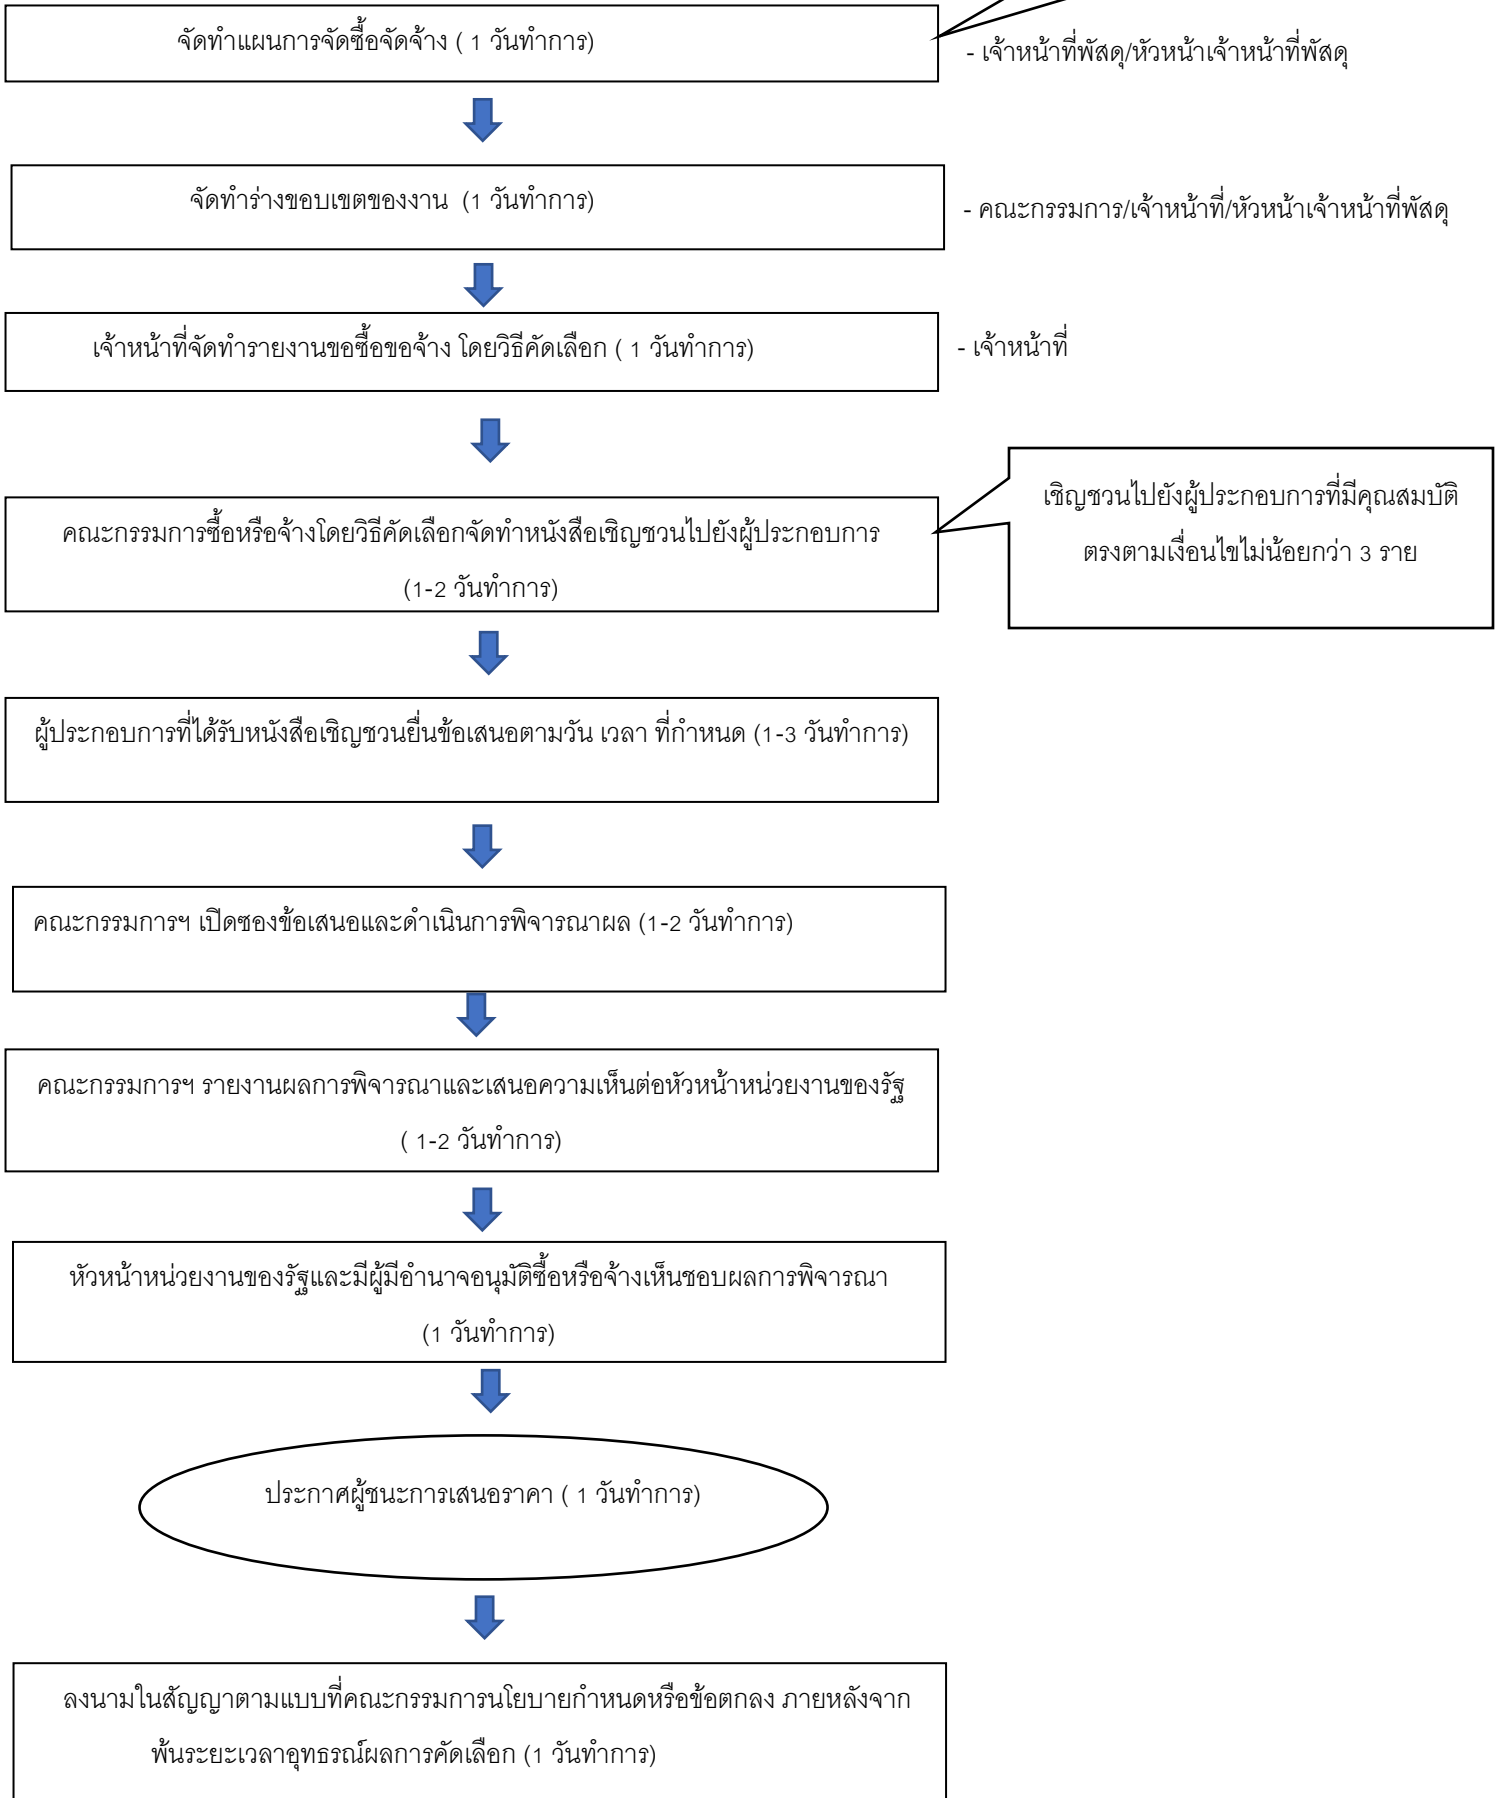 จัดทำแผนการจัดซื้อจัดจ้าง ( 1 วันทำการ)
- เจ้าหน้าที่พัสดุ/หัวหน้าเจ้าหน้าที่พัสดุ
จัดทำร่างขอบเขตของงาน (1 วันทำการ)
- คณะกรรมการ/เจ้าหน้าที่/หัวหน้าเจ้าหน้าที่พัสดุ
เจ้าหน้าที่จัดทำรายงานขอซื้อขอจ้าง โดยวิธีคัดเลือก ( 1 วันทำการ)
- เจ้าหน้าที่
คณะกรรมการซื้อหรือจ้างโดยวิธีคัดเลือกจัดทำหนังสือเชิญชวนไปยังผู้ประกอบการ
(1-2 วันทำการ)
เชิญชวนไปยังผู้ประกอบการที่มีคุณสมบัติ
ตรงตามเงื่อนไขไม่น้อยกว่า 3 ราย
ผู้ประกอบการที่ได้รับหนังสือเชิญชวนยื่นข้อเสนอตามวัน เวลา ที่กำหนด (1-3 วันทำการ)
คณะกรรมการฯ เปิดซองข้อเสนอและดำเนินการพิจารณาผล (1-2 วันทำการ)
คณะกรรมการฯ รายงานผลการพิจารณาและเสนอความเห็นต่อหัวหน้าหน่วยงานของรัฐ
( 1-2 วันทำการ)
หัวหน้าหน่วยงานของรัฐและมีผู้มีอำนาจอนุมัติซื้อหรือจ้างเห็นชอบผลการพิจารณา
(1 วันทำการ)
ประกาศผู้ชนะการเสนอราคา ( 1 วันทำการ)
ลงนามในสัญญาตามแบบที่คณะกรรมการนโยบายกำหนดหรือข้อตกลง ภายหลังจาก
พ้นระยะเวลาอุทธรณ์ผลการคัดเลือก (1 วันทำการ)